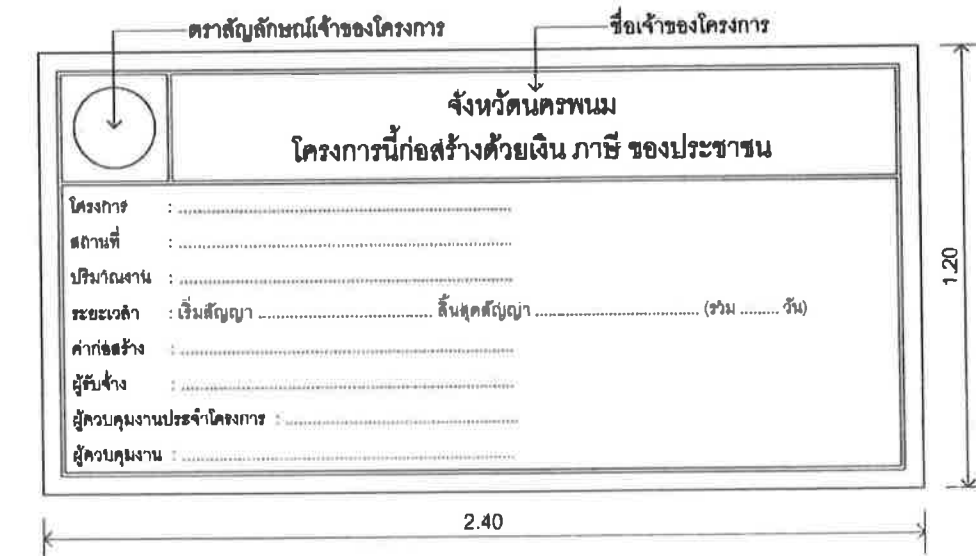 ตราสัญลักษณ์เจ้าของโครงการ ชื่อเจ้าของโครงการ
จังหวัดนครพนม
โครงการนี้ก่อสร้างด้วยเงิน ภาษี ของประชาชน
โครงการ : ....................
สถานที่ : ....................
ปริมาณงาน : ....................
ระยะเวลา : เริ่มสัญญา .................... สิ้นสุดสัญญา .................... (รวม ......... วัน)
ค่าก่อสร้าง : ....................
ผู้รับจ้าง : ....................
ผู้ควบคุมงานประจำโครงการ : ....................
ผู้ควบคุมงาน : ....................
1.20
2.40